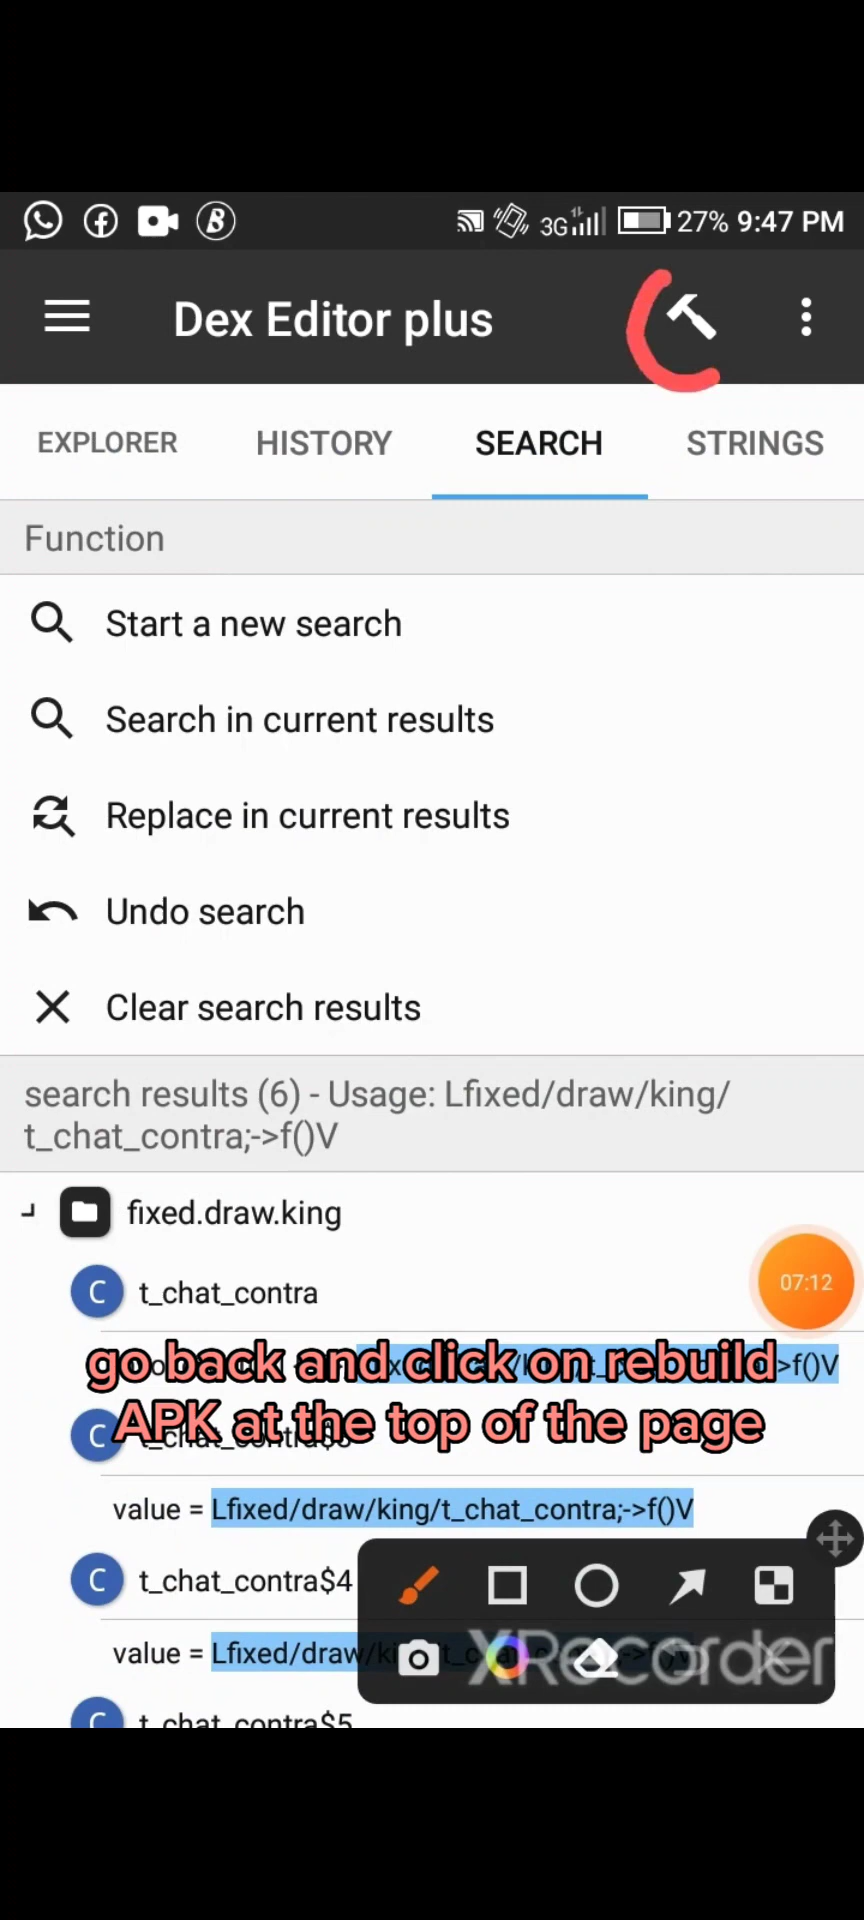 3G 27% 9:47 PM
Dex Editor plus
EXPLORER HISTORY SEARCH STRINGS
Function
Start a new search
Search in current results
Replace in current results
Undo search
Clear search results
search results (6) - Usage: Lfixed/draw/king/
t_chat_contra;->f()V
fixed.draw.king
C t_chat_contra
07:12
>f()V
go back and click on rebuild
APK at the top of the page
C
value = Lfixed/draw/king/t_chat_contra;->f()V
C t_chat_contra$4
value = Lfixed/draw/
XRecorder
C t_chat_contra$5